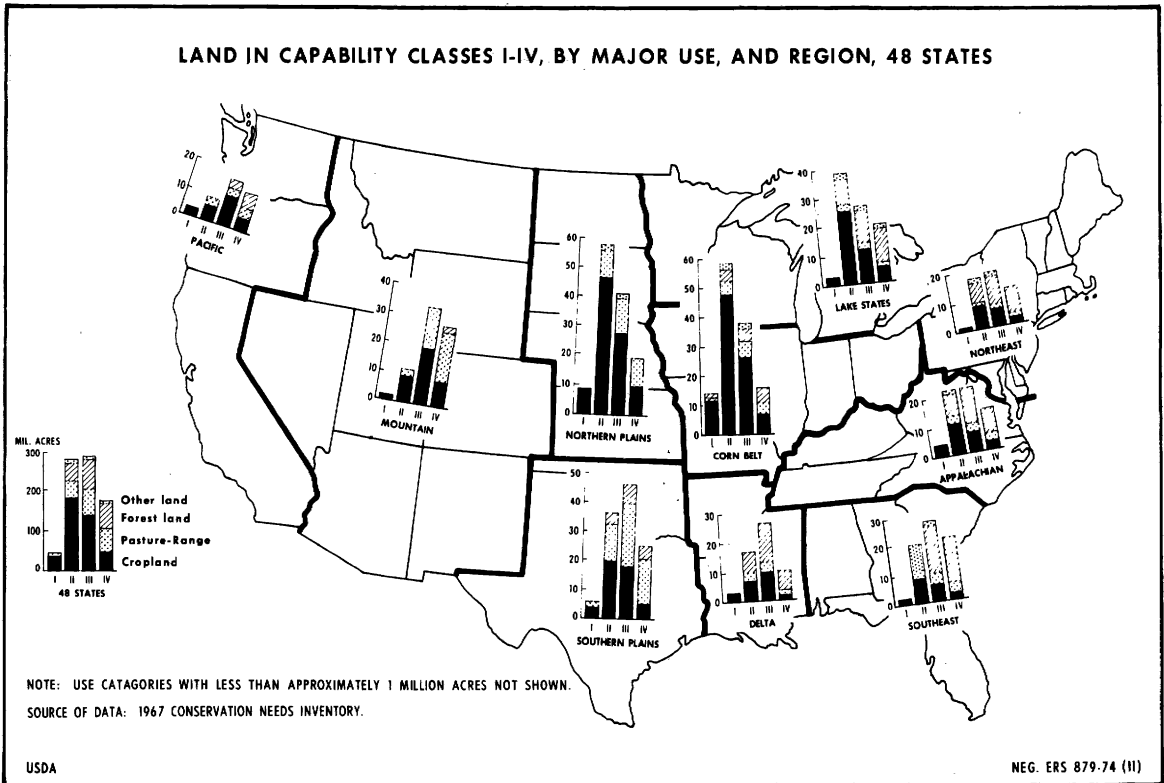 LAND IN CAPABILITY CLASSES I-IV, BY MAJOR USE, AND REGION, 48 STATES
20
10
0
I II III IV
PACIFIC
40
30
20
10
0
I II III IV
MOUNTAIN
60
50
40
30
20
10
0
I II III IV
NORTHERN PLAINS
60
50
40
30
20
10
0
I II III IV
CORN BELT
40
30
20
10
0
I II III IV
LAKE STATES
20
10
0
I II III IV
NORTHEAST
20
10
0
I II III IV
APPALACHIAN
MIL. ACRES
300
200
100
0
I II III IV
48 STATES
Other land
Forest land
Pasture-Range
Cropland
50
40
30
20
10
0
I II III IV
SOUTHERN PLAINS
30
20
10
0
I II III IV
DELTA
30
20
10
0
I II III IV
SOUTHEAST
NOTE: USE CATAGORIES WITH LESS THAN APPROXIMATELY 1 MILLION ACRES NOT SHOWN.
SOURCE OF DATA: 1967 CONSERVATION NEEDS INVENTORY.
USDA
NEG. ERS 879-74 (11)